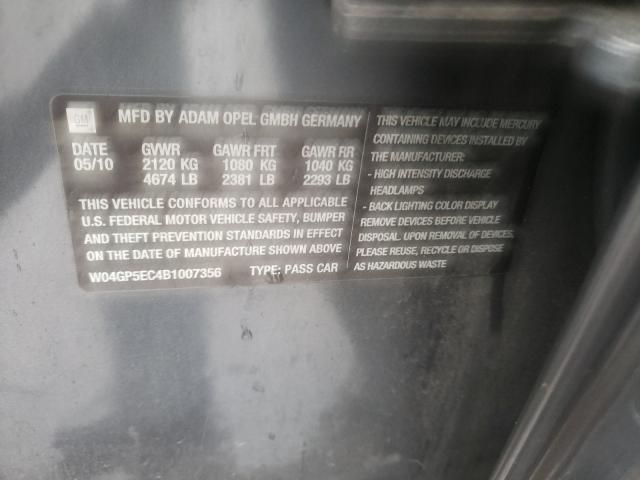 GM
MFD BY ADAM OPEL GMBH GERMANY
DATE GVWR GAWR FRT GAWR RR
05/10 2120 KG 1080 KG 1040 KG
4674 LB 2381 LB 2293 LB
THIS VEHICLE CONFORMS TO ALL APPLICABLE
U.S. FEDERAL MOTOR VEHICLE SAFETY, BUMPER
AND THEFT PREVENTION STANDARDS IN EFFECT
ON THE DATE OF MANUFACTURE SHOWN ABOVE
W04GP5EC4B1007356 TYPE: PASS CAR
THIS VEHICLE MAY INCLUDE MERCURY
CONTAINING DEVICES INSTALLED BY
THE MANUFACTURER:
- HIGH INTENSITY DISCHARGE
HEADLAMPS
- BACK LIGHTING COLOR DISPLAY
REMOVE DEVICES BEFORE VEHICLE
DISPOSAL. UPON REMOVAL OF DEVICES,
PLEASE REUSE, RECYCLE OR DISPOSE
AS HAZARDOUS WASTE